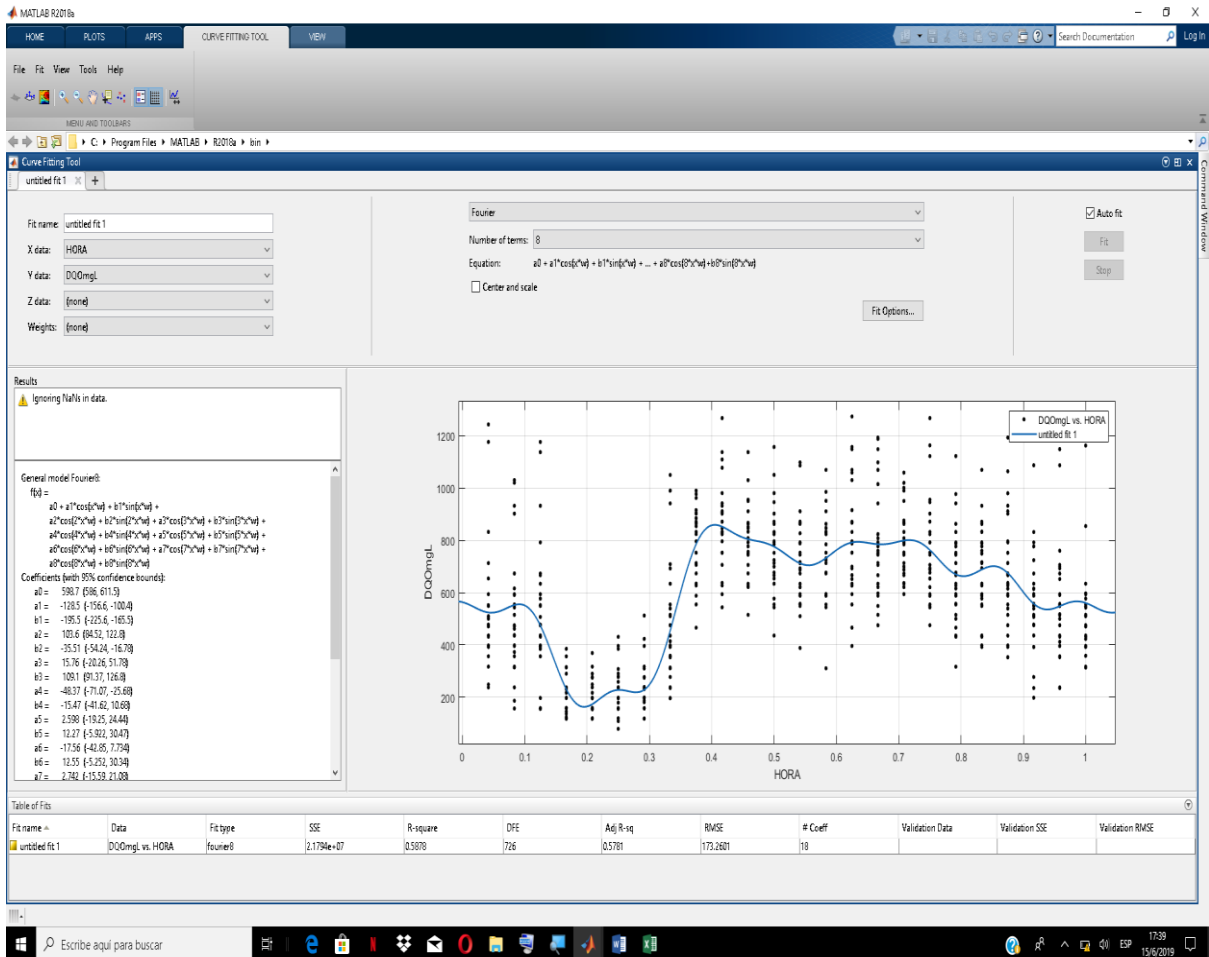 MATLAB R2018a
HOME PLOTS APPS CURVE FITTING TOOL VIEW
Search Documentation Log In
File Fit View Tools Help
MENU AND TOOLBARS
C: Program Files MATLAB R2018a bin
Curve Fitting Tool
Command Window
untitled fit 1
Fit name: untitled fit 1
X data: HORA
Y data: DQOmgL
Z data: (none)
Weights: (none)
Fourier
Number of terms: 8
Equation: a0 + a1*cos(x*w) + b1*sin(x*w) + ... + a8*cos(8*x*w)+b8*sin(8*x*w)
Center and scale
Fit Options...
Auto fit
Fit
Stop
Results
Ignoring NaNs in data.
General model Fourier8:
f(x) =
a0 + a1*cos(x*w) + b1*sin(x*w) +
a2*cos(2*x*w) + b2*sin(2*x*w) + a3*cos(3*x*w) + b3*sin(3*x*w) +
a4*cos(4*x*w) + b4*sin(4*x*w) + a5*cos(5*x*w) + b5*sin(5*x*w) +
a6*cos(6*x*w) + b6*sin(6*x*w) + a7*cos(7*x*w) + b7*sin(7*x*w) +
a8*cos(8*x*w) + b8*sin(8*x*w)
Coefficients (with 95% confidence bounds):
a0 = 598.7 (586, 611.5)
a1 = -128.5 (-156.6, -100.4)
b1 = -195.5 (-225.6, -165.5)
a2 = 103.6 (84.52, 122.8)
b2 = -35.51 (-54.24, -16.78)
a3 = 15.76 (-20.26, 51.78)
b3 = 109.1 (91.37, 126.8)
a4 = -48.37 (-71.07, -25.68)
b4 = -15.47 (-41.62, 10.68)
a5 = 2.598 (-19.25, 24.44)
b5 = 12.27 (-5.922, 30.47)
a6 = -17.56 (-42.85, 7.734)
b6 = 12.55 (-5.252, 30.34)
a7 = 2.742 (-15.59, 21.08)
DQOmgL vs. HORA
untitled fit 1
1200
1000
800
600
400
200
DQOmgL
0 0.1 0.2 0.3 0.4 0.5 0.6 0.7 0.8 0.9 1
HORA
Table of Fits
Fit name Data Fit type SSE R-square DFE Adj R-sq RMSE # Coeff Validation Data Validation SSE Validation RMSE
untitled fit 1 DQOmgL vs. HORA fourier8 2.1794e+07 0.5878 726 0.5781 173.2601 18
Escribe aquí para buscar
ESP
17:39
15/6/2019